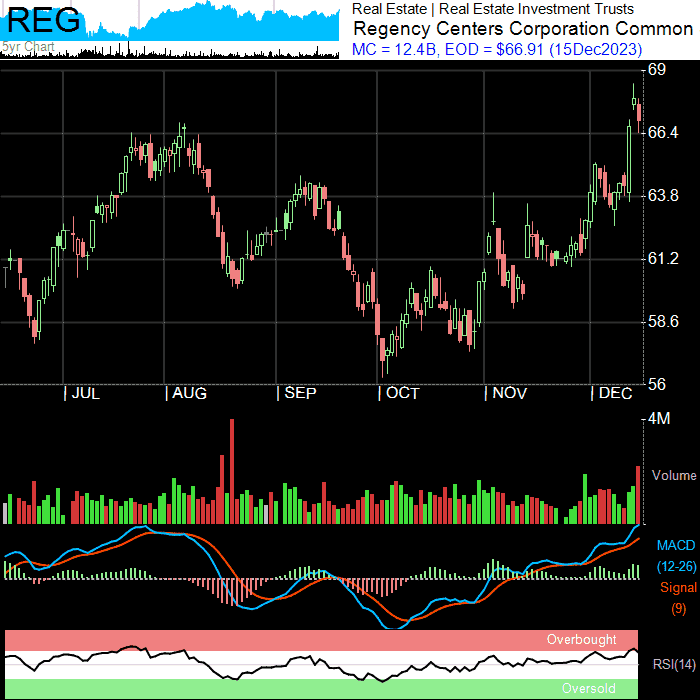 REG
5yr Chart
Real Estate | Real Estate Investment Trusts
Regency Centers Corporation Common
MC = 12.4B, EOD = $66.91 (15Dec2023)
69
66.4
63.8
61.2
58.6
56
| JUL | AUG | SEP | OCT | NOV | DEC
4M
Volume
MACD
(12-26)
Signal
(9)
Overbought
RSI(14)
Oversold